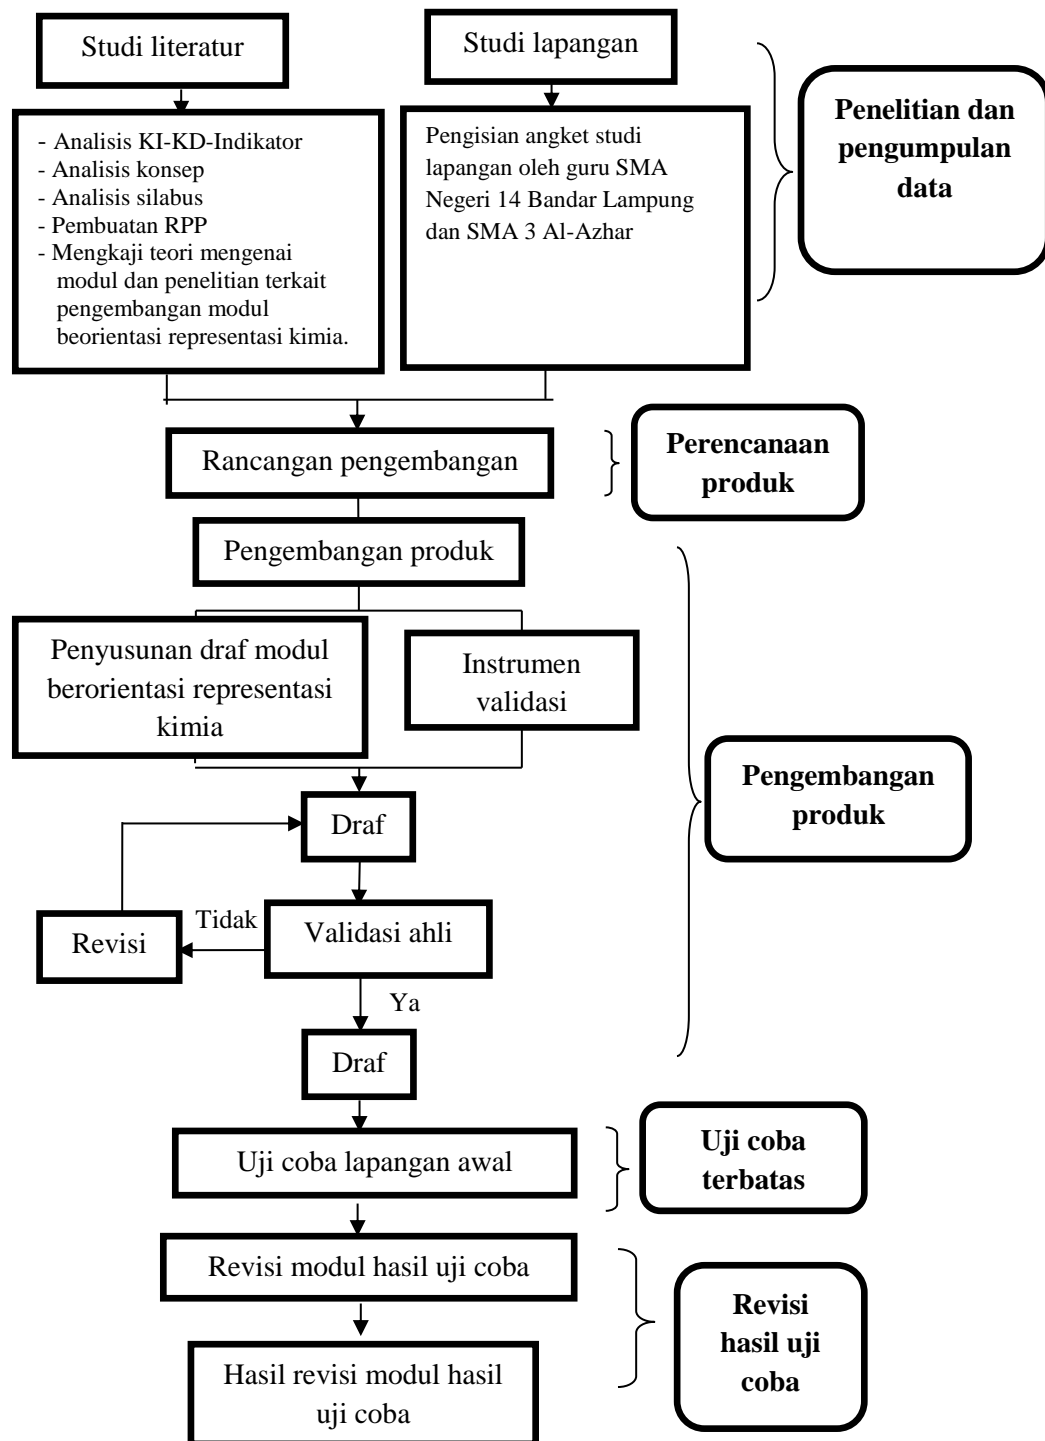 Studi literatur
Studi lapangan
- Analisis KI-KD-Indikator
- Analisis konsep
- Analisis silabus
- Pembuatan RPP
- Mengkaji teori mengenai
modul dan penelitian terkait
pengembangan modul
beorientasi representasi kimia.
Pengisian angket studi
lapangan oleh guru SMA
Negeri 14 Bandar Lampung
dan SMA 3 Al-Azhar
Penelitian dan
pengumpulan
data
Rancangan pengembangan
Perencanaan
produk
Pengembangan produk
Penyusunan draf modul
berorientasi representasi
kimia
Instrumen
validasi
Pengembangan
produk
Draf
Tidak
Revisi
Validasi ahli
Ya
Draf
Uji coba lapangan awal
Uji coba
terbatas
Revisi modul hasil uji coba
Revisi
hasil uji
coba
Hasil revisi modul hasil
uji coba